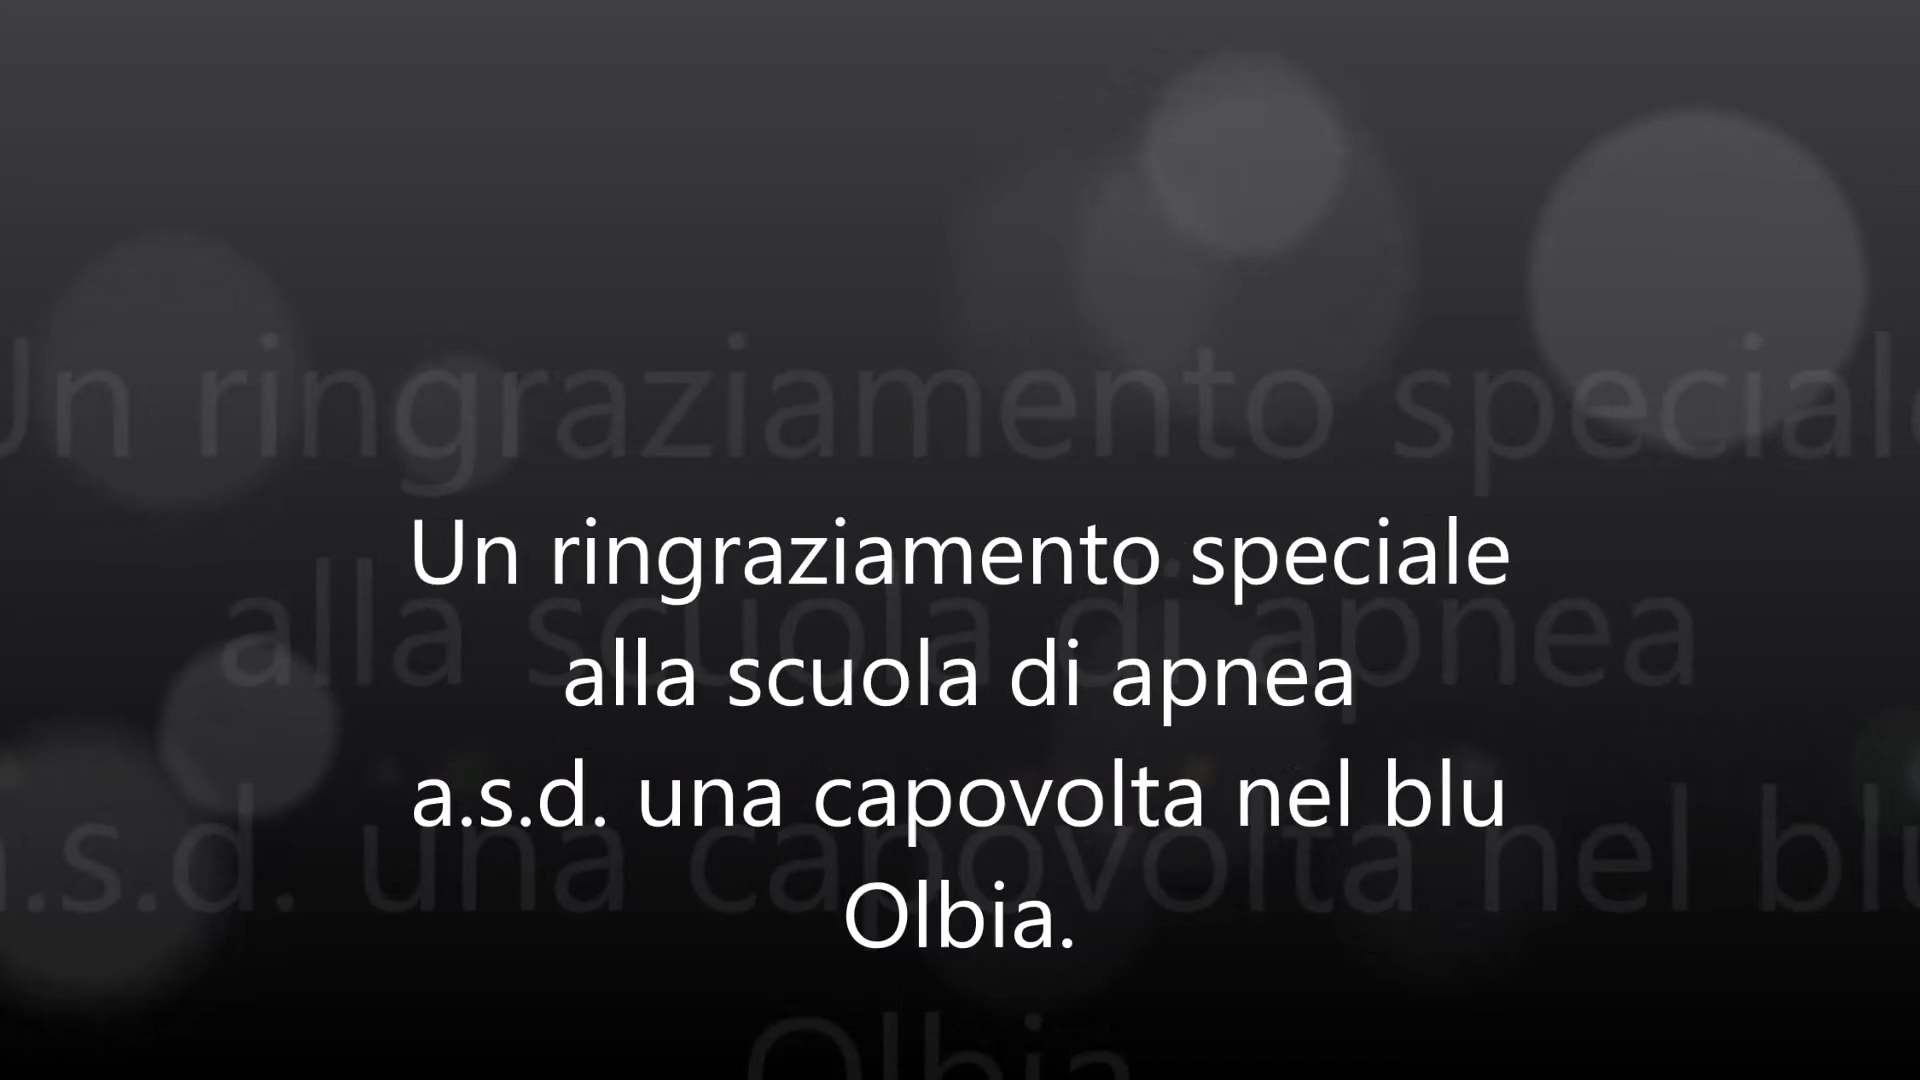 Un ringraziamento speciale
alla scuola di apnea
a.s.d. una capovolta nel blu
Olbia.